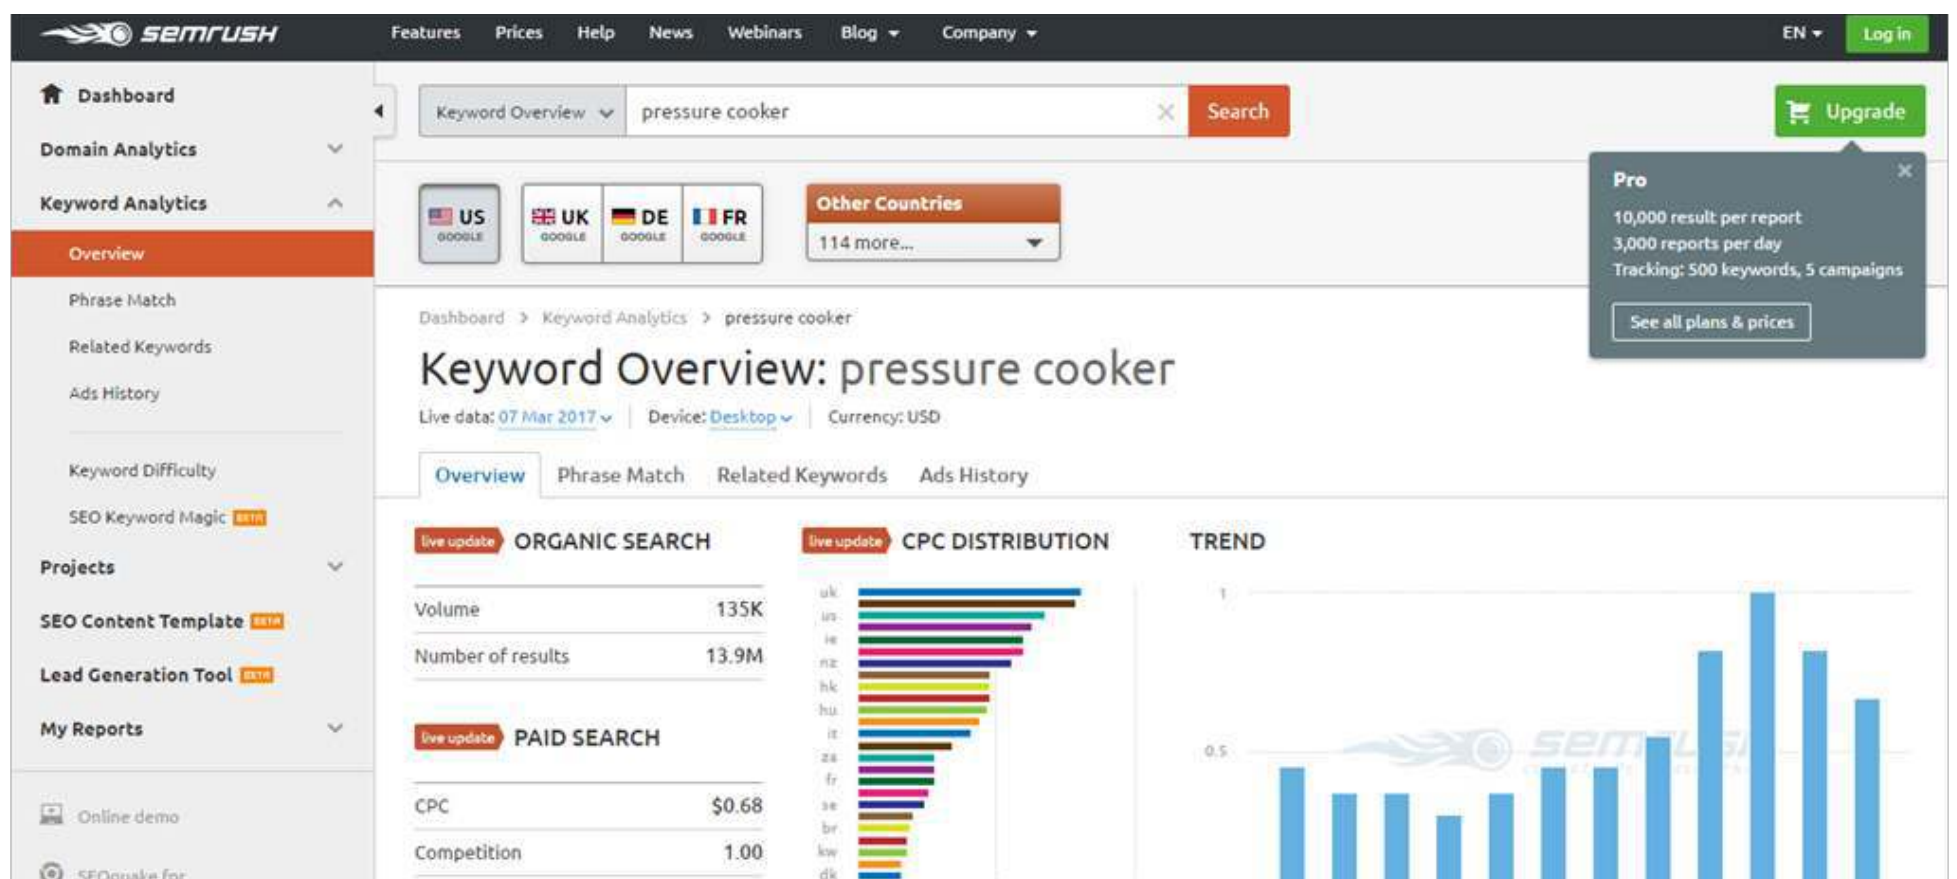 semrush
Features Prices Help News Webinars Blog Company EN Log in
Dashboard
Domain Analytics
Keyword Analytics
Overview
Phrase Match
Related Keywords
Ads History
Keyword Difficulty
SEO Keyword Magic BETA
Projects
SEO Content Template BETA
Lead Generation Tool BETA
My Reports
Online demo
SEOquake for
Keyword Overview pressure cooker × Search
Upgrade
Pro
10,000 result per report
3,000 reports per day
Tracking: 500 keywords, 5 campaigns
See all plans & prices
US UK DE FR
GOOGLE GOOGLE GOOGLE GOOGLE
Other Countries
114 more...
Dashboard > Keyword Analytics > pressure cooker
Keyword Overview: pressure cooker
Live data: 07 Mar 2017 Device: Desktop Currency: USD
Overview Phrase Match Related Keywords Ads History
live update ORGANIC SEARCH
Volume 135K
Number of results 13.9M
live update PAID SEARCH
CPC $0.68
Competition 1.00
live update CPC DISTRIBUTION
uk
us
ie
nz
hk
hu
it
za
fr
se
br
kw
dk
TREND
1
0.5
semrush